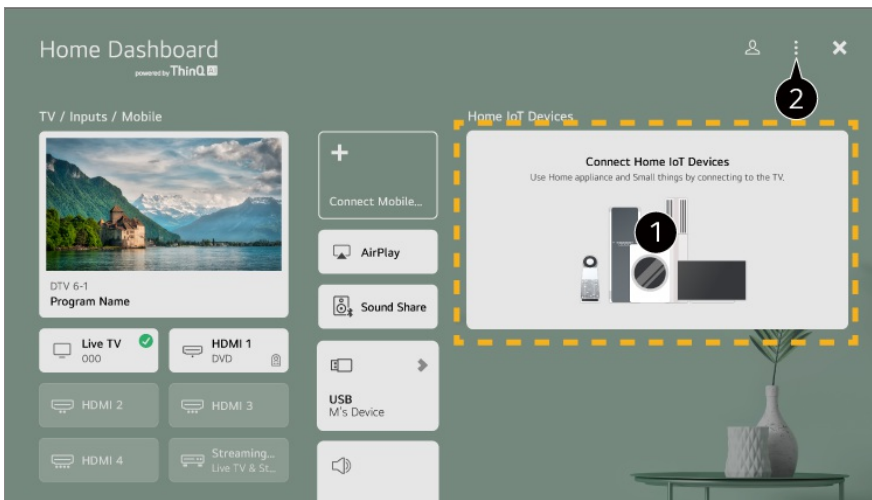 Home Dashboard
powered by ThinQ AI
2
TV / Inputs / Mobile
Home IoT Devices
DTV 6-1
Program Name
Live TV
000
HDMI 1
DVD
HDMI 2
HDMI 3
HDMI 4
Streaming...
Live TV & St...
+
Connect Mobile...
AirPlay
Sound Share
USB
M's Device
Connect Home IoT Devices
Use Home appliance and Small things by connecting to the TV.
1